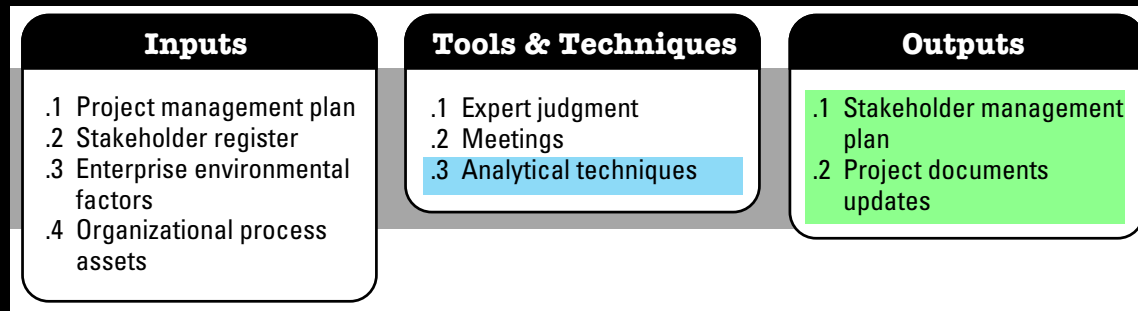 Inputs
.1 Project management plan
.2 Stakeholder register
.3 Enterprise environmental
factors
.4 Organizational process
assets
Tools & Techniques
.1 Expert judgment
.2 Meetings
.3 Analytical techniques
Outputs
.1 Stakeholder management
plan
.2 Project documents
updates